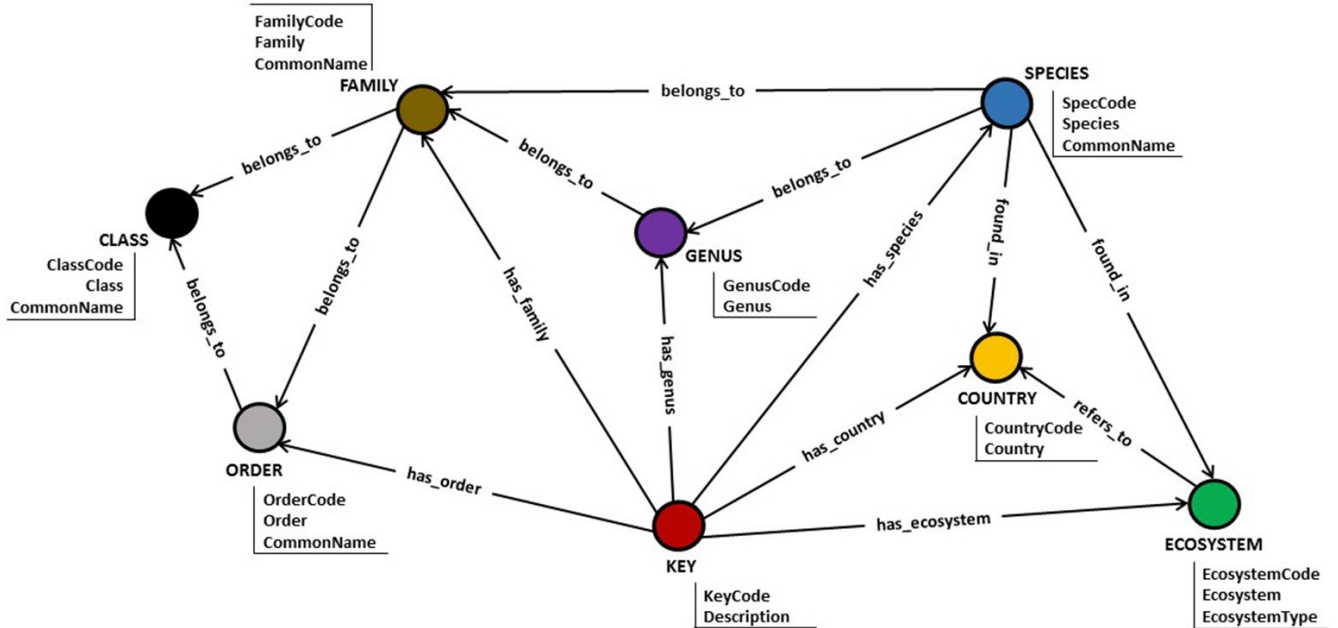 FamilyCode
Family
CommonName
FAMILY
SPECIES
SpecCode
Species
CommonName
belongs_to
belongs_to
belongs_to
belongs_to
CLASS
ClassCode
Class
CommonName
GENUS
GenusCode
Genus
has_species
found_in
found_in
belongs_to
belongs_to
has_family
has_genus
COUNTRY
CountryCode
Country
refers_to
has_country
ORDER
OrderCode
Order
CommonName
has_order
has_ecosystem
KEY
KeyCode
Description
ECOSYSTEM
EcosystemCode
Ecosystem
EcosystemType